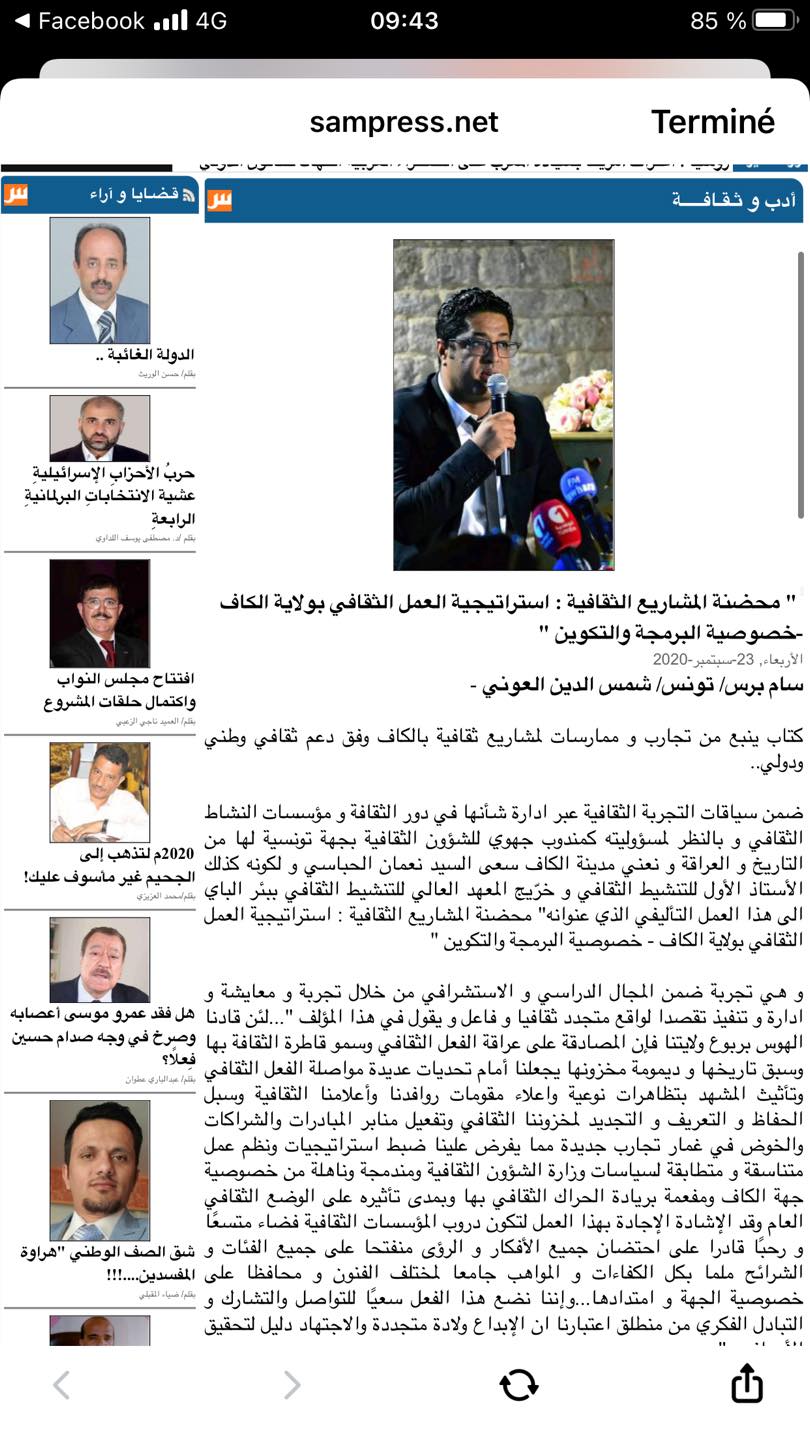 ◀ Facebook 4G 09:43 85 %
sampress.net Terminé
أدب و ثـقـافــــة
" محضنة المشاريع الثقافية : استراتيجية العمل الثقافي بولاية الكاف
-خصوصية البرمجة والتكوين "
الأربعاء, 23-سبتمبر-2020
سام برس/ تونس/ شمس الدين العوني -
كتاب ينبع من تجارب و ممارسات لمشاريع ثقافية بالكاف وفق دعم ثقافي وطني
ودولي..
ضمن سياقات التجربة الثقافية عبر ادارة شأنها في دور الثقافة و مؤسسات النشاط
الثقافي و بالنظر لمسؤوليته كمندوب جهوي للشؤون الثقافية بجهة تونسية لها من
التاريخ و العراقة و نعني مدينة الكاف سعى السيد نعمان الحباسي و لكونه كذلك
الأستاذ الأول للتنشيط الثقافي و خرّيج المعهد العالي للتنشيط الثقافي ببئر الباي
الى هذا العمل التأليفي الذي عنوانه" محضنة المشاريع الثقافية : استراتيجية العمل
الثقافي بولاية الكاف - خصوصية البرمجة والتكوين "
و هي تجربة ضمن المجال الدراسي و الاستشرافي من خلال تجربة و معايشة و
ادارة و تنفيذ تقصدا لواقع متجدد ثقافيا و فاعل و يقول في هذا المؤلف "...لئن قادنا
الهوس بربوع ولايتنا فإن المصادقة على عراقة الفعل الثقافي وسمو قاطرة الثقافة بها
وسبق تاريخها و ديمومة مخزونها يجعلنا أمام تحديات عديدة مواصلة الفعل الثقافي
وتأثيث المشهد بتظاهرات نوعية واعلاء مقومات روافدنا وأعلامنا الثقافية وسبل
الحفاظ و التعريف و التجديد لمخزوننا الثقافي وتفعيل منابر المبادرات والشراكات
والخوض في غمار تجارب جديدة مما يفرض علينا ضبط استراتيجيات ونظم عمل
متناسقة و متطابقة لسياسات وزارة الشؤون الثقافية ومندمجة وناهلة من خصوصية
جهة الكاف ومفعمة بريادة الحراك الثقافي بها وبمدى تأثيره على الوضع الثقافي
العام وقد الإشادة الإجادة بهذا العمل لتكون دروب المؤسسات الثقافية فضاء متسعًا
و رحبًا قادرا على احتضان جميع الأفكار و الرؤى منفتحا على جميع الفئات و
الشرائح ملما بكل الكفاءات و المواهب جامعا لمختلف الفنون و محافظا على
خصوصية الجهة و امتدادها...وإننا نضع هذا الفعل سعيًا للتواصل والتشارك و
التبادل الفكري من منطلق اعتبارنا ان الإبداع ولادة متجددة والاجتهاد دليل لتحقيق
قضايا و آراء
س
الدولة الغائبة ..
بقلم/ حسن الوريث
حربُ الأحزابِ الإسرائيليةِ
عشية الانتخاباتِ البرلمانيةِ
الرابعةِ
بقلم /د. مصطفى يوسف اللداوي
افتتاح مجلس النواب
واكتمال حلقات المشروع
بقلم/ العميد ناجي الزعبي
2020م لتذهب إلى
الجحيم غير مأسوف عليك!
بقلم/محمد العزيزي
هل فقد عمرو موسى أعصابه
وصرخ في وجه صدام حسين
فِعلًا؟
بقلم/ عبدالباري عطوان
شق الصف الوطني "هراوة
المفسدين....!!!
بقلم/ ضياء المقبلي